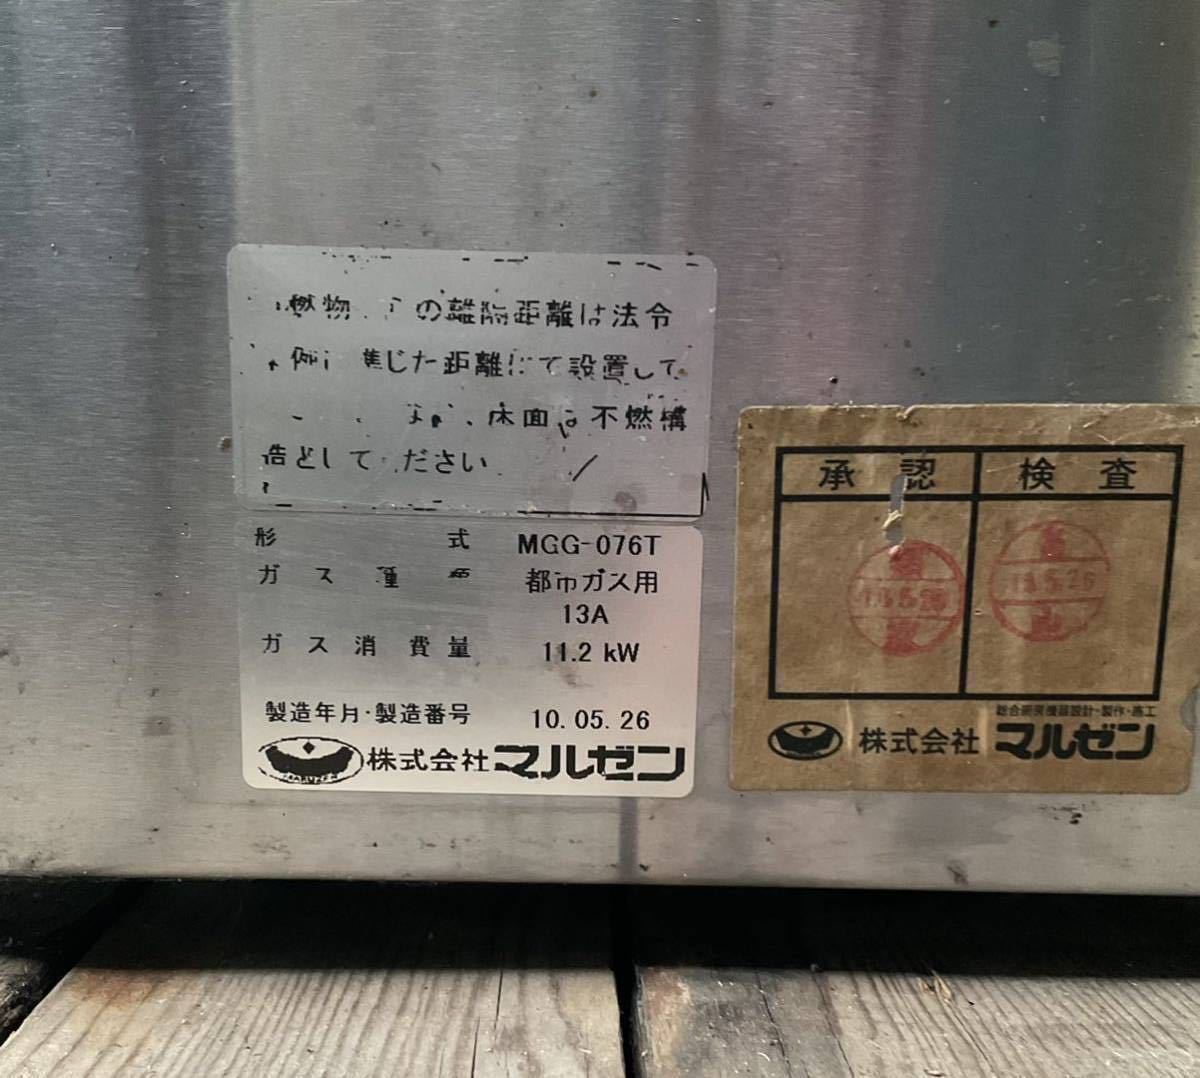 燃物 の離隔距離は法令
例 準じた距離にて設置して
床面は不燃構
造としてください
形式 MGG-076T
ガス種 都市ガス用
13A
ガス消費量 11.2 kW
製造年月・製造番号 10.05.26
MARUZEN 株式会社マルゼン
承認 検査
総合厨房機器設計・製作・施工
株式会社マルゼン